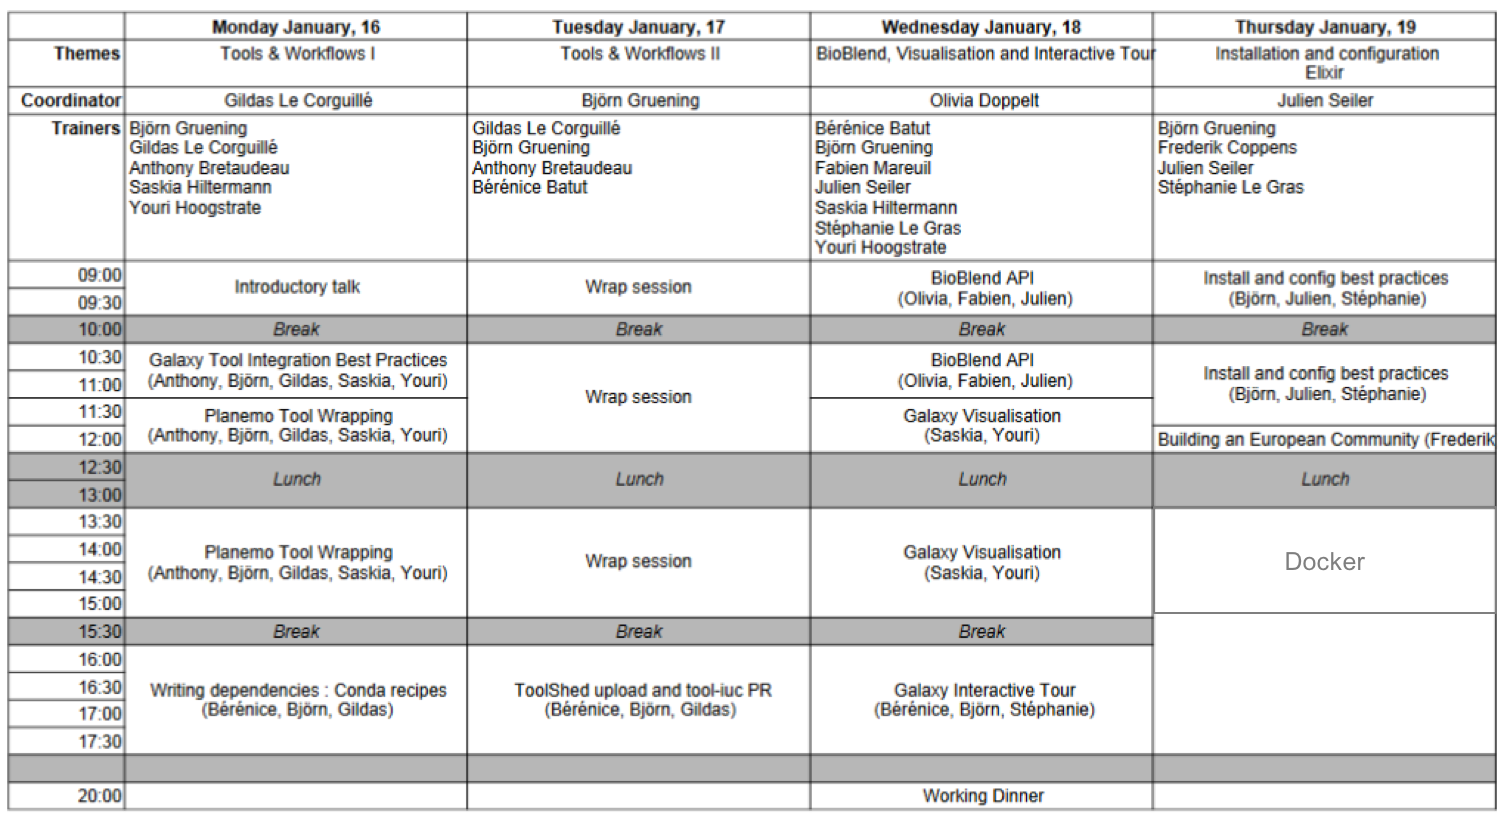 Monday January, 16 Tuesday January, 17 Wednesday January, 18 Thursday January, 19
Themes Tools & Workflows I Tools & Workflows II BioBlend, Visualisation and Interactive Tour Installation and configuration
Elixir
Coordinator Gildas Le Corguillé Björn Gruening Olivia Doppelt Julien Seiler
Trainers Björn Gruening Gildas Le Corguillé Bérénice Batut Björn Gruening
Gildas Le Corguillé Björn Gruening Björn Gruening Frederik Coppens
Anthony Bretaudeau Anthony Bretaudeau Fabien Mareuil Julien Seiler
Saskia Hiltermann Bérénice Batut Julien Seiler Stéphanie Le Gras
Youri Hoogstrate Saskia Hiltermann
Stéphanie Le Gras
Youri Hoogstrate
09:00 BioBlend API Install and config best practices
Introductory talk Wrap session
09:30 (Olivia, Fabien, Julien) (Björn, Julien, Stéphanie)
10:00 Break Break Break Break
10:30 Galaxy Tool Integration Best Practices BioBlend API
Install and config best practices
11:00 (Anthony, Björn, Gildas, Saskia, Youri) (Olivia, Fabien, Julien)
Wrap session (Björn, Julien, Stéphanie)
11:30 Planemo Tool Wrapping Galaxy Visualisation
12:00 (Anthony, Björn, Gildas, Saskia, Youri) (Saskia, Youri) Building an European Community (Frederik
12:30
Lunch Lunch Lunch Lunch
13:00
13:30
14:00 Planemo Tool Wrapping Galaxy Visualisation
Wrap session Docker
14:30 (Anthony, Björn, Gildas, Saskia, Youri) (Saskia, Youri)
15:00
15:30 Break Break Break
16:00
16:30 Writing dependencies : Conda recipes ToolShed upload and tool-iuc PR Galaxy Interactive Tour
17:00 (Bérénice, Björn, Gildas) (Bérénice, Björn, Gildas) (Bérénice, Björn, Stéphanie)
17:30
20:00 Working Dinner